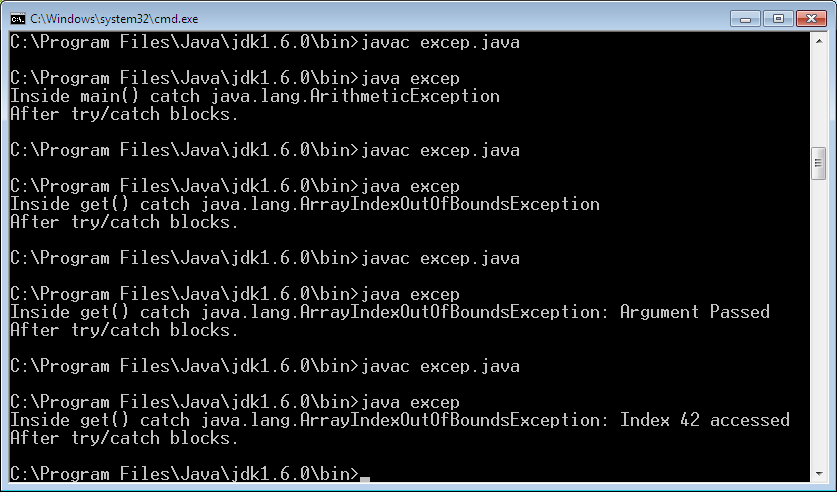 C:\Windows\system32\cmd.exe
C:\Program Files\Java\jdk1.6.0\bin>javac excep.java
C:\Program Files\Java\jdk1.6.0\bin>java excep
Inside main() catch java.lang.ArithmeticException
After try/catch blocks.
C:\Program Files\Java\jdk1.6.0\bin>javac excep.java
C:\Program Files\Java\jdk1.6.0\bin>java excep
Inside get() catch java.lang.ArrayIndexOutOfBoundsException
After try/catch blocks.
C:\Program Files\Java\jdk1.6.0\bin>javac excep.java
C:\Program Files\Java\jdk1.6.0\bin>java excep
Inside get() catch java.lang.ArrayIndexOutOfBoundsException: Argument Passed
After try/catch blocks.
C:\Program Files\Java\jdk1.6.0\bin>javac excep.java
C:\Program Files\Java\jdk1.6.0\bin>java excep
Inside get() catch java.lang.ArrayIndexOutOfBoundsException: Index 42 accessed
After try/catch blocks.
C:\Program Files\Java\jdk1.6.0\bin>